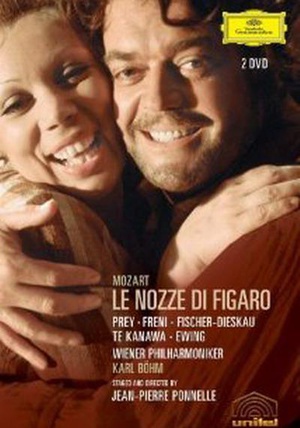 Deutsche
Grammophon
2 DVD
MOZART
LE NOZZE DI FIGARO
PREY · FRENI · FISCHER-DIESKAU
TE KANAWA · EWING
WIENER PHILHARMONIKER
KARL BÖHM
STAGED AND DIRECTED BY
JEAN-PIERRE PONNELLE
unitel